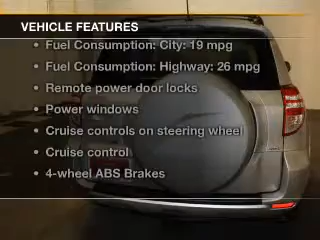 VEHICLE FEATURES
• Fuel Consumption: City: 19 mpg
• Fuel Consumption: Highway: 26 mpg
• Remote power door locks
• Power windows
• Cruise controls on steering wheel
• Cruise control
• 4-wheel ABS Brakes